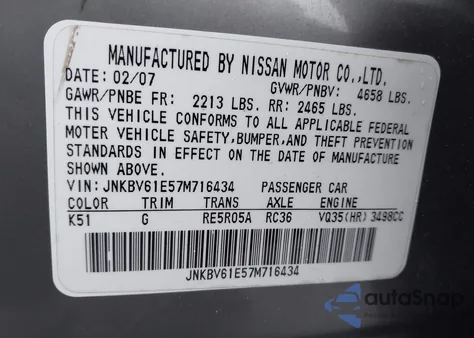 MANUFACTURED BY NISSAN MOTOR CO.,LTD.
DATE: 02/07 GVWR/PNBV: 4658 LBS.
GAWR/PNBE FR: 2213 LBS. RR: 2465 LBS.
THIS VEHICLE CONFORMS TO ALL APPLICABLE FEDERAL
MOTER VEHICLE SAFETY,BUMPER,AND THEFT PREVENTION
STANDARDS IN EFFECT ON THE DATE OF MANUFACTURE
SHOWN ABOVE.
VIN: JNKBV61E57M716434 PASSENGER CAR
COLOR TRIM TRANS AXLE ENGINE
K51 G RE5R05A RC36 VQ35(HR) 3498CC
JNKBV61E57M716434
autoSnap
Powered by